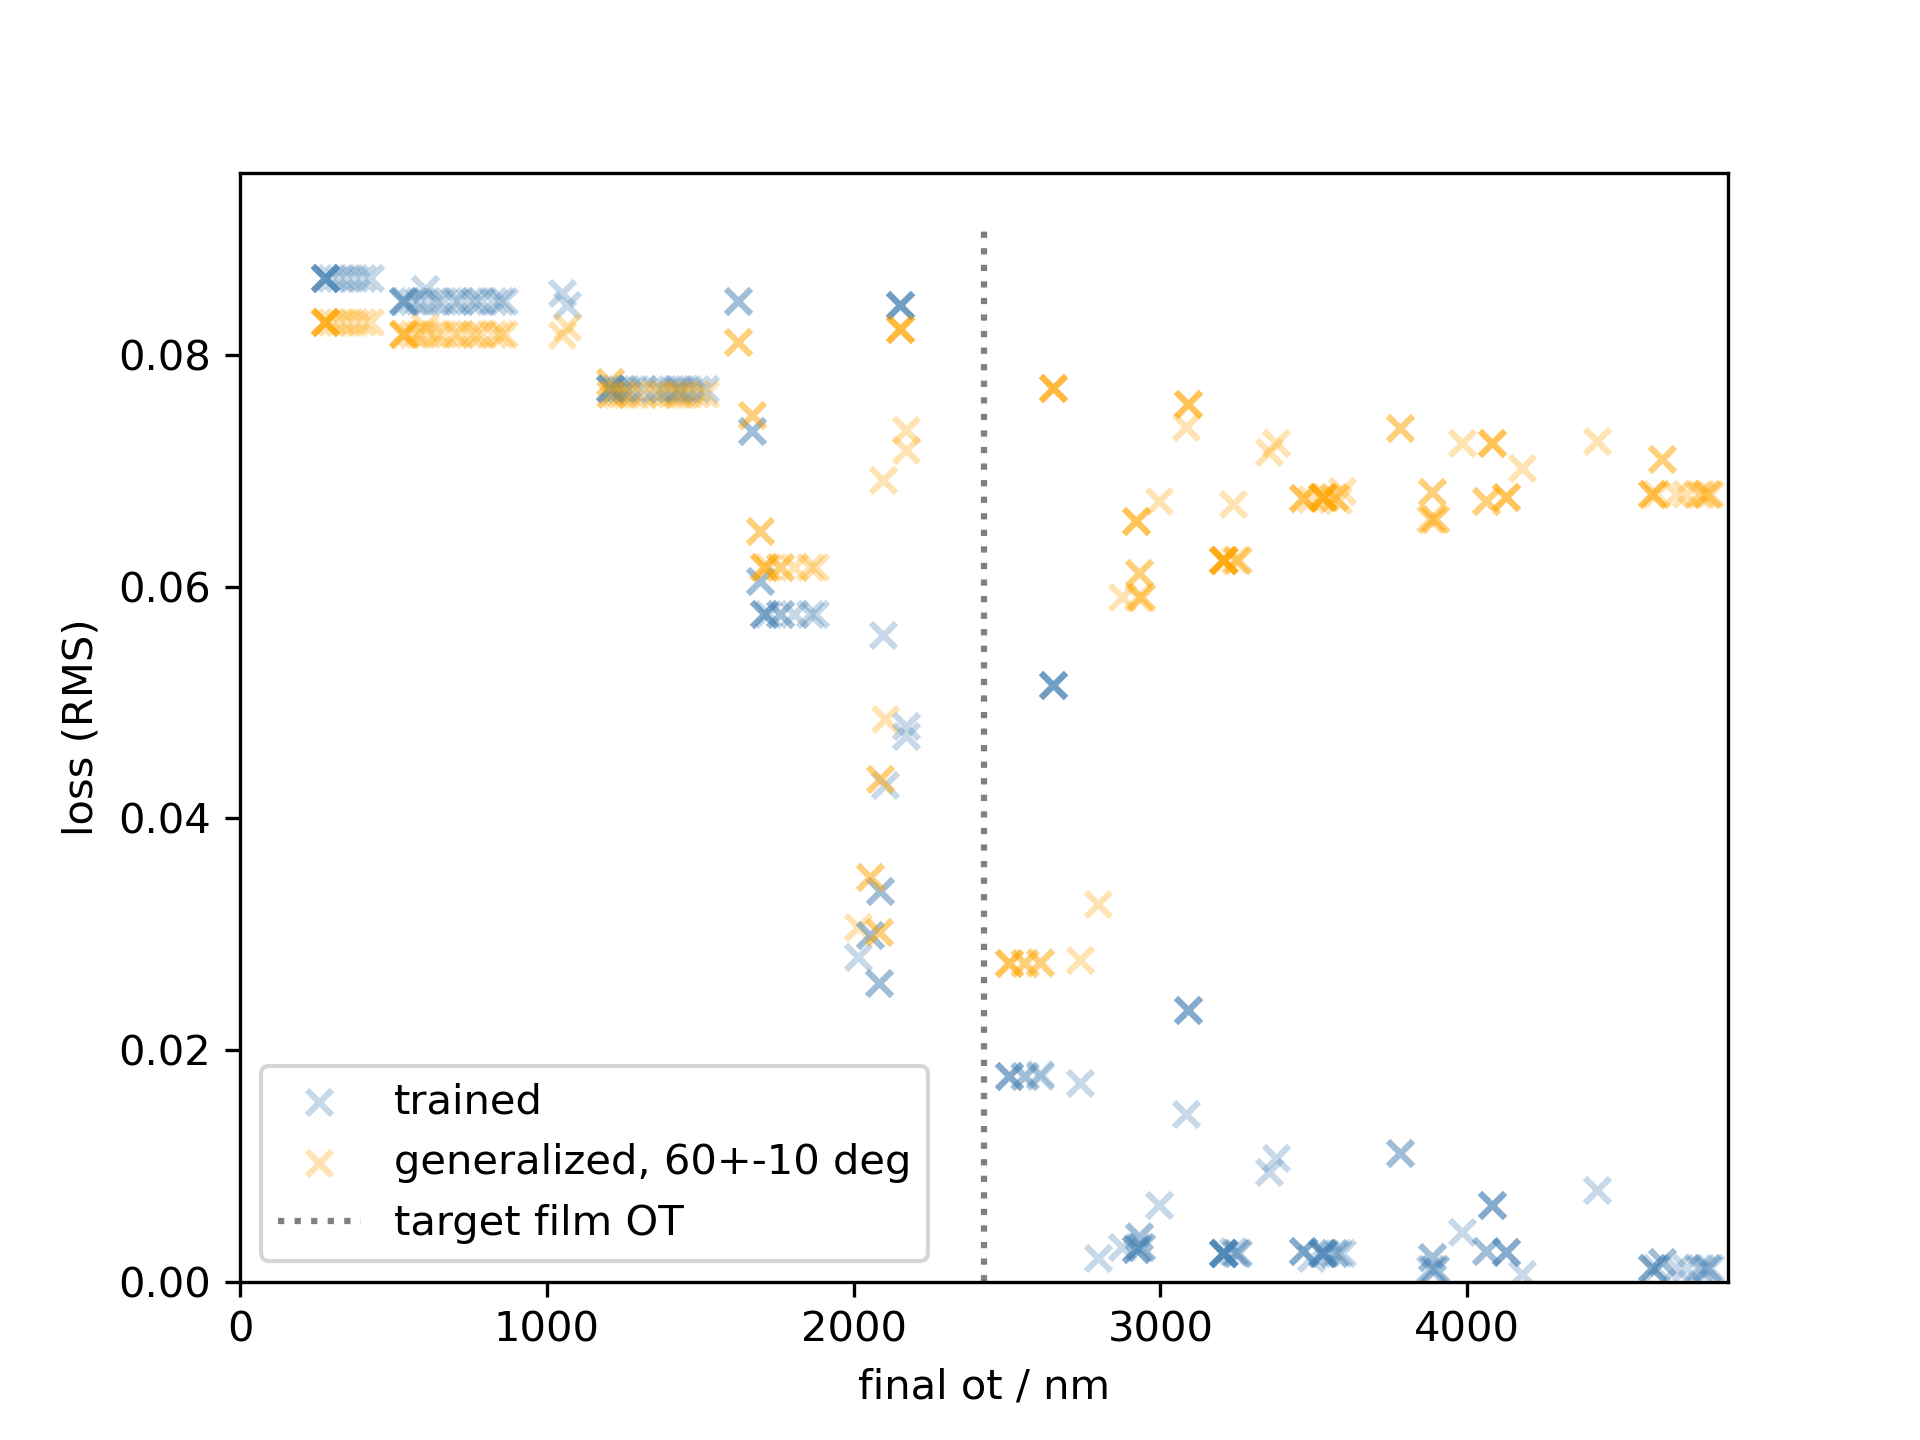 0.08
0.06
0.04
0.02
0.00
loss (RMS)
trained
generalized, 60+-10 deg
target film OT
0
1000
2000
3000
4000
final ot / nm